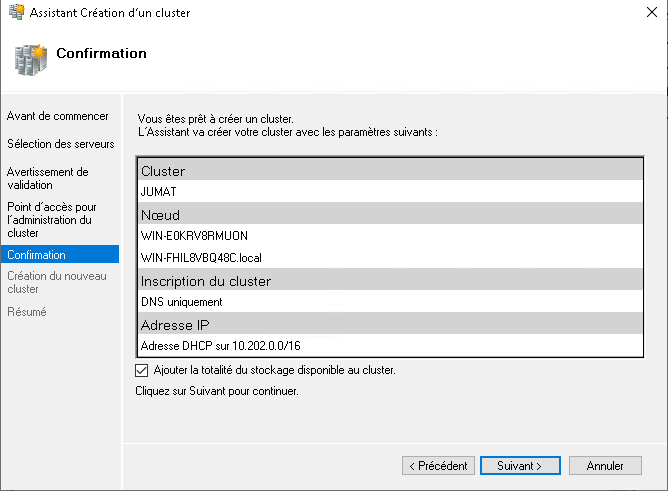 Assistant Création d'un cluster
Confirmation
Avant de commencer
Sélection des serveurs
Avertissement de
validation
Point d'accès pour
l'administration du
cluster
Confirmation
Création du nouveau
cluster
Résumé
Vous êtes prêt à créer un cluster.
L'Assistant va créer votre cluster avec les paramètres suivants :
Cluster
JUMAT
Nœud
WIN-E0KRV8RMUON
WIN-FHIL8VBQ48C.local
Inscription du cluster
DNS uniquement
Adresse IP
Adresse DHCP sur 10.202.0.0/16
Ajouter la totalité du stockage disponible au cluster.
Cliquez sur Suivant pour continuer.
< Précédent
Suivant >
Annuler